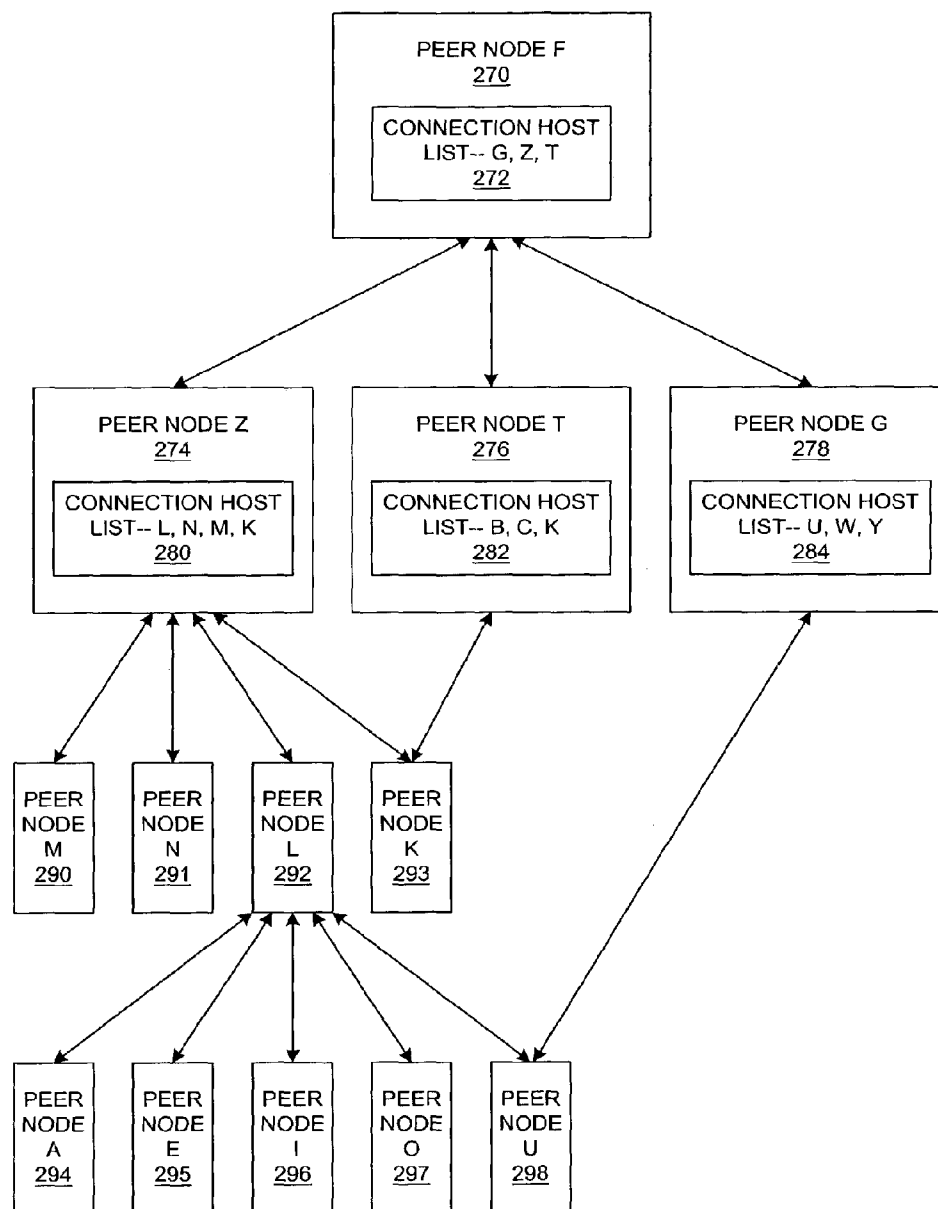 PEER NODE F
270
CONNECTION HOST
LIST-- G, Z, T
272
PEER NODE Z
274
CONNECTION HOST
LIST-- L, N, M, K
280
PEER NODE T
276
CONNECTION HOST
LIST-- B, C, K
282
PEER NODE G
278
CONNECTION HOST
LIST-- U, W, Y
284
PEER
NODE
M
290
PEER
NODE
N
291
PEER
NODE
L
292
PEER
NODE
K
293
PEER
NODE
A
294
PEER
NODE
E
295
PEER
NODE
I
296
PEER
NODE
O
297
PEER
NODE
U
298